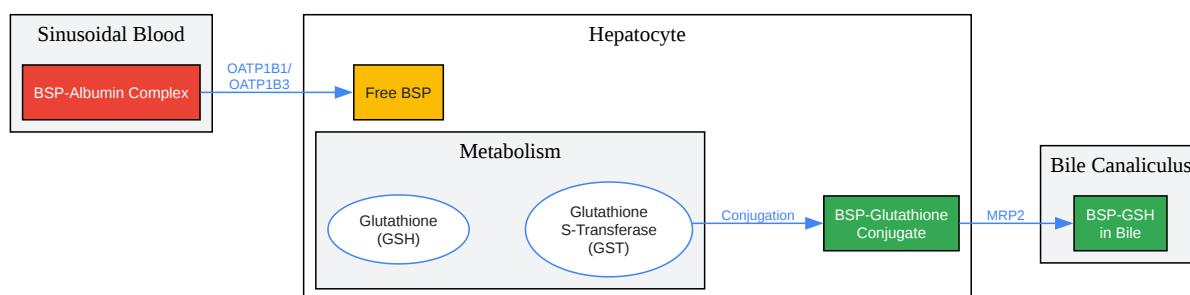 Sinusoidal Blood
BSP-Albumin Complex
OATP1B1/
OATP1B3
Hepatocyte
Free BSP
Metabolism
Glutathione
(GSH)
Glutathione
S-Transferase
(GST)
Conjugation
BSP-Glutathione
Conjugate
MRP2
Bile Canaliculus
BSP-GSH
in Bile